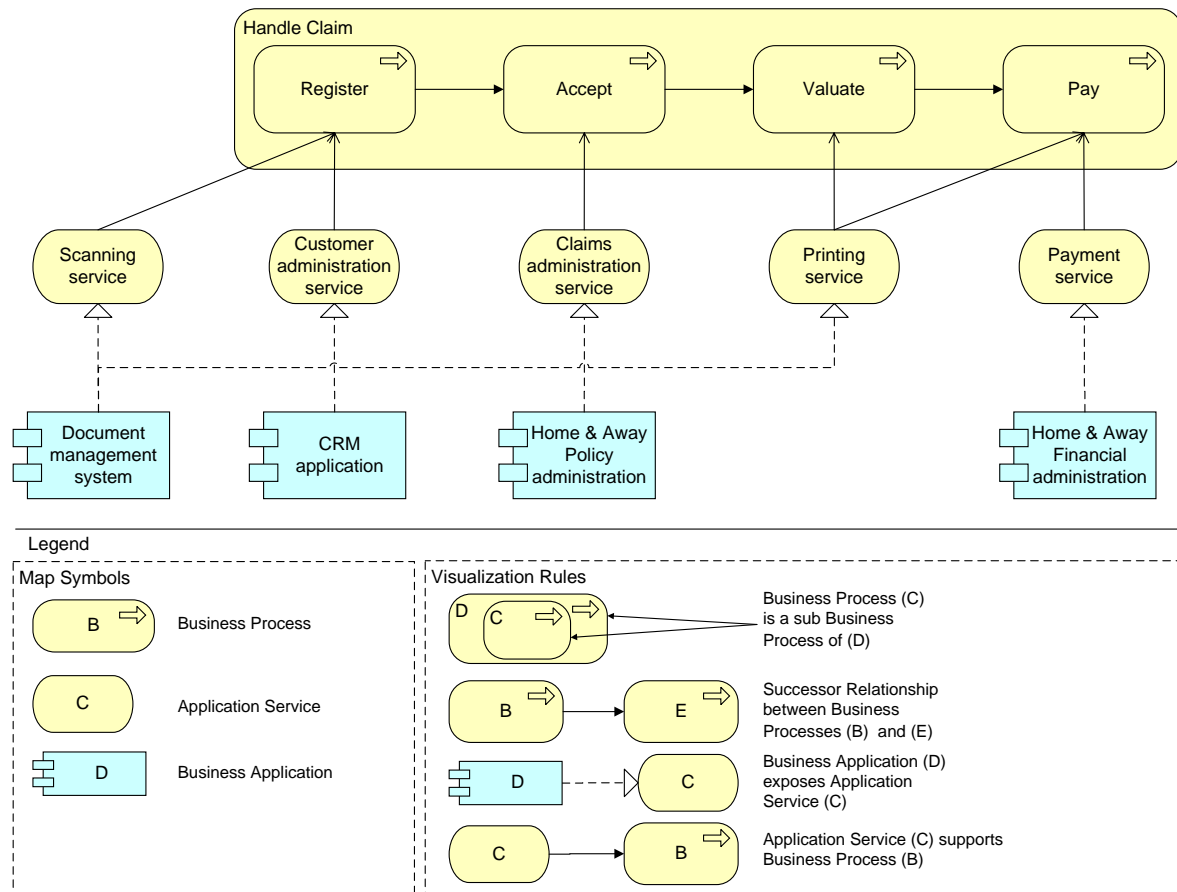 Handle Claim
Register
Accept
Valuate
Pay
Scanning
service
Customer
administration
service
Claims
administration
service
Printing
service
Payment
service
Document
management
system
CRM
application
Home & Away
Policy
administration
Home & Away
Financial
administration
Legend
Map Symbols
B
Business Process
C
Application Service
D
Business Application
Visualization Rules
D
C
Business Process (C)
is a sub Business
Process of (D)
B
E
Successor Relationship
between Business
Processes (B) and (E)
D
C
Business Application (D)
exposes Application
Service (C)
C
B
Application Service (C) supports
Business Process (B)